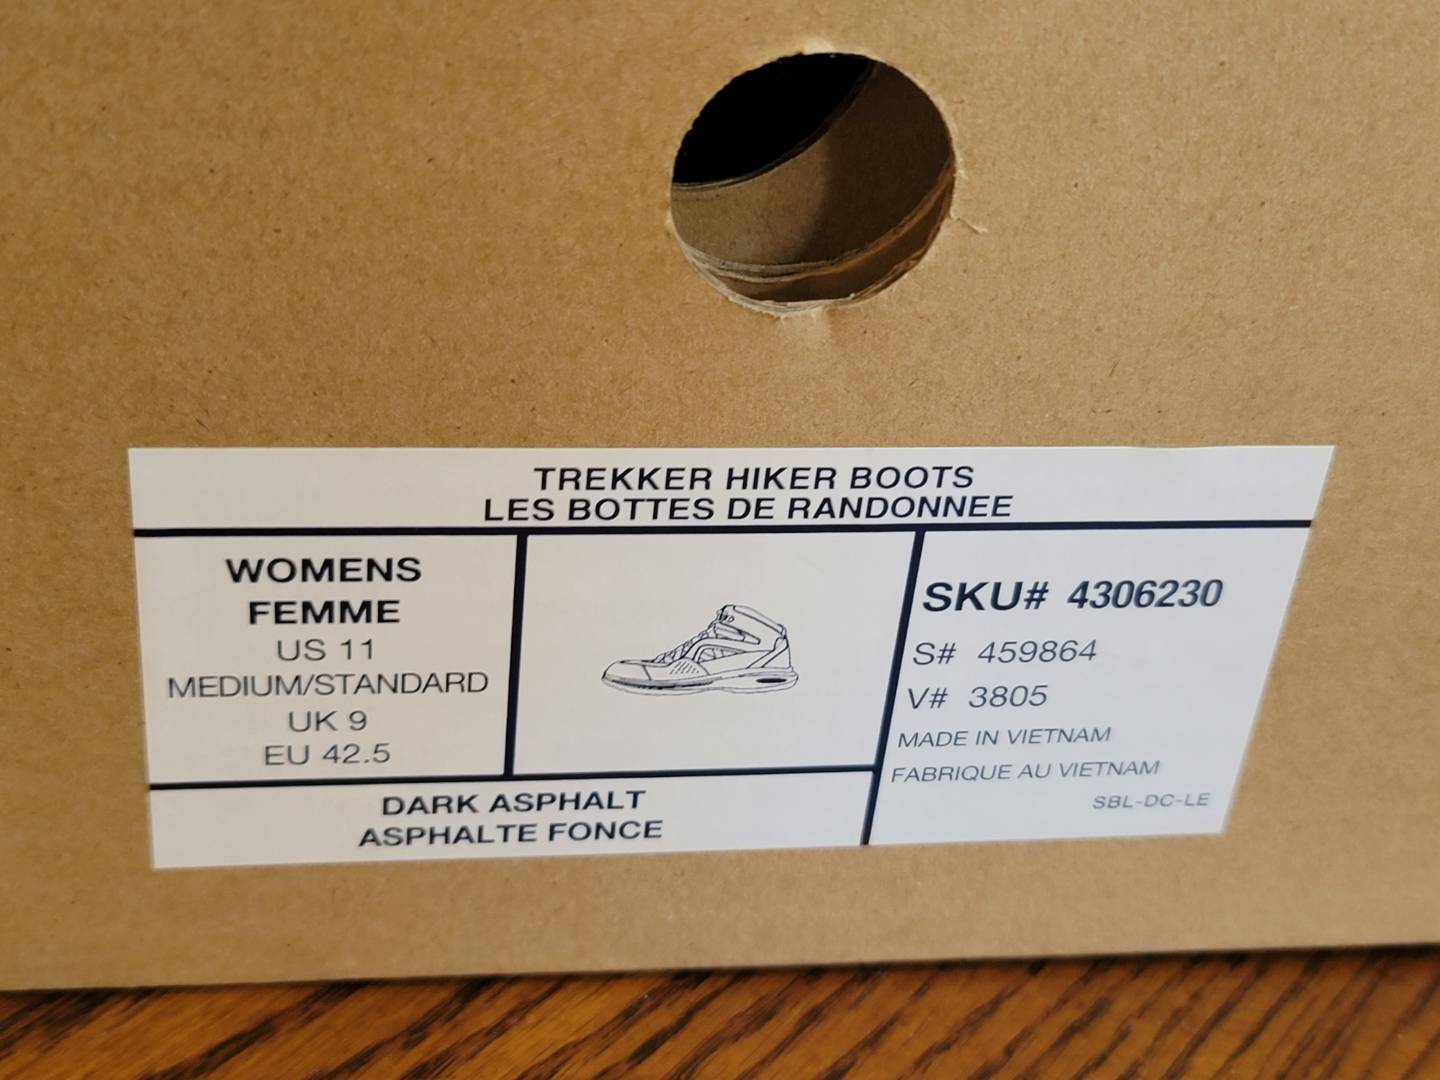 TREKKER HIKER BOOTS
LES BOTTES DE RANDONNEE
WOMENS
FEMME
US 11
MEDIUM/STANDARD
UK 9
EU 42.5
DARK ASPHALT
ASPHALTE FONCE
SKU# 4306230
S# 459864
V# 3805
MADE IN VIETNAM
FABRIQUE AU VIETNAM
SBL-DC-LE